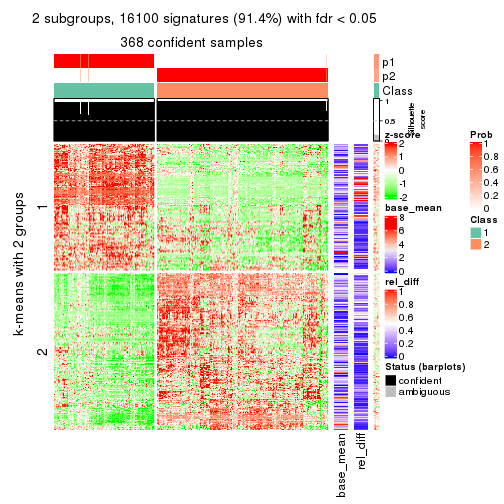 2 subgroups, 16100 signatures (91.4%) with fdr < 0.05
368 confident samples
p1
p2
Class
1
0.5
0
Silhouette
score
k-means with 2 groups
1
2
z-score
2
1
0
-1
-2
base_mean
8
6
4
2
0
rel_diff
1
0.8
0.6
0.4
0.2
0
Status (barplots)
confident
ambiguous
Prob
1
0.8
0.6
0.4
0.2
0
Class
1
2
base_mean
rel_diff